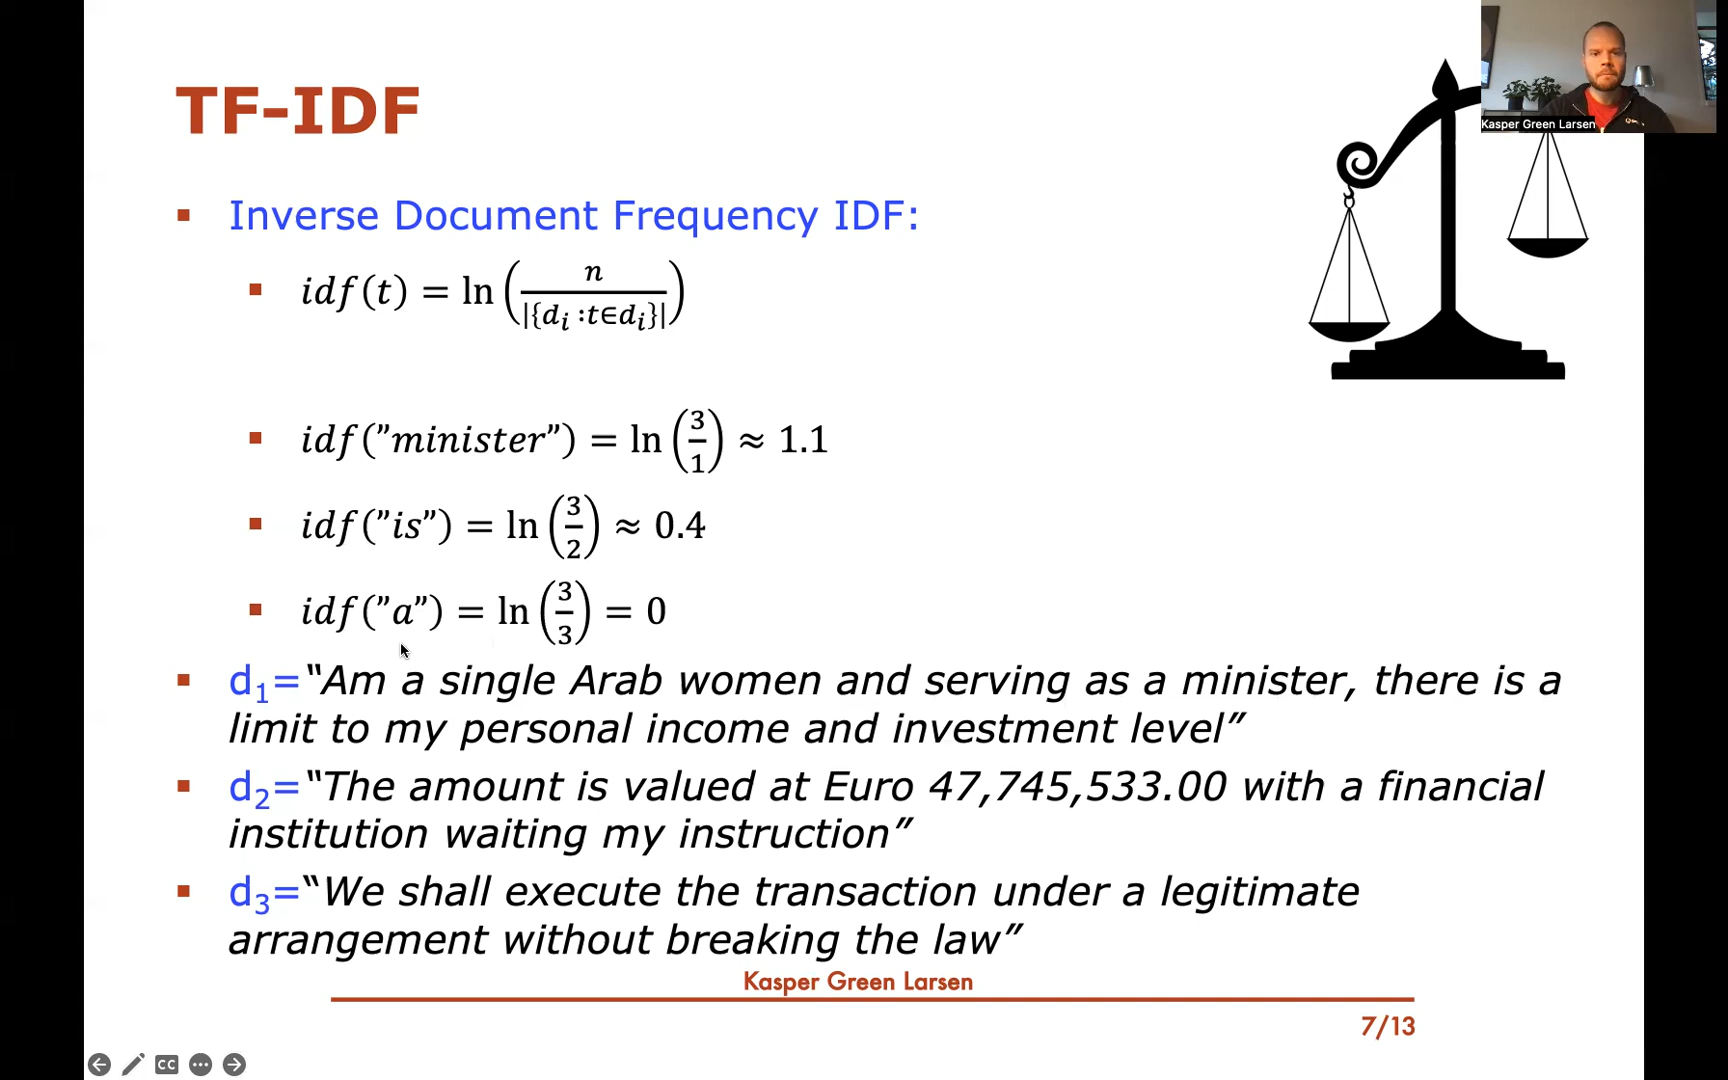 Kasper Green Larsen
TF-IDF
Inverse Document Frequency IDF:
idf(t) = ln(n / |{dᵢ :t∈dᵢ}|)
idf("minister") = ln(3/1) ≈ 1.1
idf("is") = ln(3/2) ≈ 0.4
idf("a") = ln(3/3) = 0
d₁=“Am a single Arab women and serving as a minister, there is a
limit to my personal income and investment level”
d₂=“The amount is valued at Euro 47,745,533.00 with a financial
institution waiting my instruction”
d₃=“We shall execute the transaction under a legitimate
arrangement without breaking the law”
Kasper Green Larsen
7/13
CC